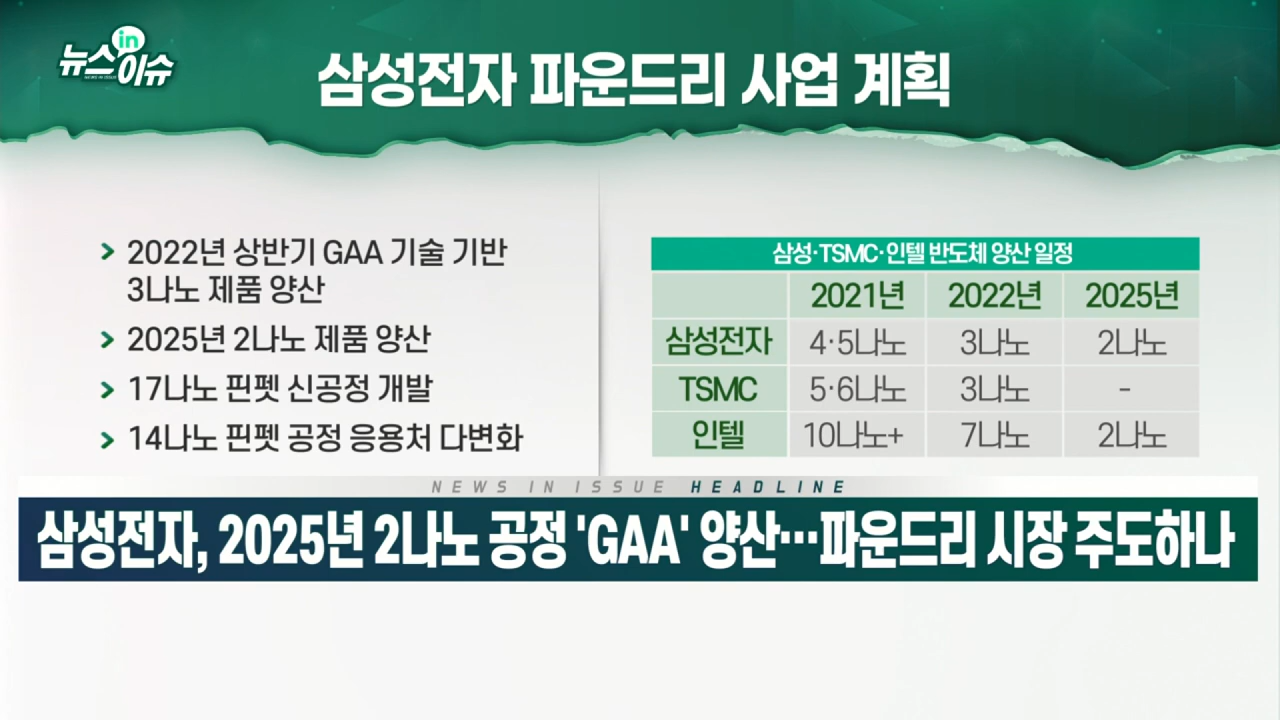 뉴스in이슈
삼성전자 파운드리 사업 계획
2022년 상반기 GAA 기술 기반
3나노 제품 양산
2025년 2나노 제품 양산
17나노 핀펫 신공정 개발
14나노 핀펫 공정 응용처 다변화
삼성·TSMC·인텔 반도체 양산 일정
2021년 2022년 2025년
삼성전자 4·5나노 3나노 2나노
TSMC 5·6나노 3나노 -
인텔 10나노+ 7나노 2나노
NEWS IN ISSUE HEADLINE
삼성전자, 2025년 2나노 공정 'GAA' 양산…파운드리 시장 주도하나